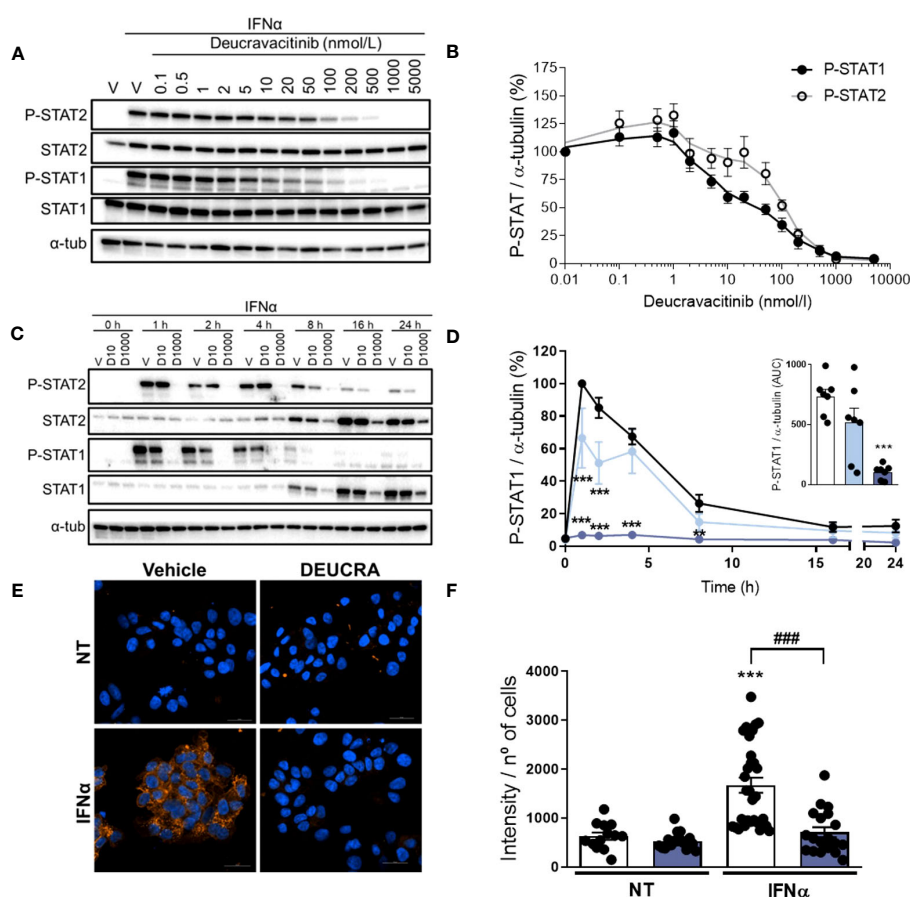 A
IFNα
Deucravacitinib (nmol/L)
V V 0.1 0.5 1 2 5 10 20 50 100 200 500 1000 5000
P-STAT2
STAT2
P-STAT1
STAT1
α-tub
B
P-STAT1
P-STAT2
P-STAT / α-tubulin (%)
175
150
125
100
75
50
25
0
0.01 0.1 1 10 100 1000 10000
Deucravacitinib (nmol/l)
C
IFNα
0 h 1 h 2 h 4 h 8 h 16 h 24 h
V D10 D1000 V D10 D1000 V D10 D1000 V D10 D1000 V D10 D1000 V D10 D1000 V D10 D1000
P-STAT2
STAT2
P-STAT1
STAT1
α-tub
D
P-STAT1 / α-tubulin (%)
120
100
80
60
40
20
0
*** ***
*** *** *** **
0 5 10 15 20 24
Time (h)
P-STAT1 / α-tubulin (AUC)
1000
500
0
***
E
Vehicle DEUCRA
NT
IFNα
F
Intensity / nº of cells
4000
3000
2000
1000
0
###
***
NT IFNα